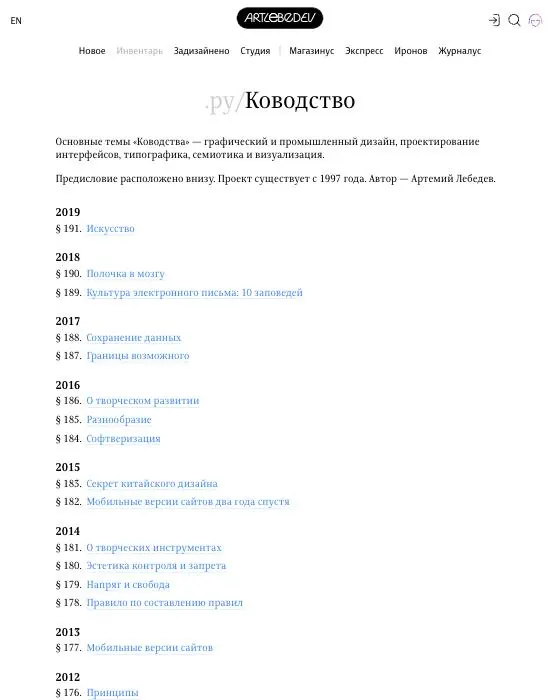 EN
ARTLEBEDEV
Новое Инвентарь Задизайнено Студия | Магазинус Экспресс Иронов Журналус
.ру/Ководство
Основные темы «Ководства» — графический и промышленный дизайн, проектирование
интерфейсов, типографика, семиотика и визуализация.
Предисловие расположено внизу. Проект существует с 1997 года. Автор — Артемий Лебедев.
2019
§ 191. Искусство
2018
§ 190. Полочка в мозгу
§ 189. Культура электронного письма: 10 заповедей
2017
§ 188. Сохранение данных
§ 187. Границы возможного
2016
§ 186. О творческом развитии
§ 185. Разнообразие
§ 184. Софтверизация
2015
§ 183. Секрет китайского дизайна
§ 182. Мобильные версии сайтов два года спустя
2014
§ 181. О творческих инструментах
§ 180. Эстетика контроля и запрета
§ 179. Напряг и свобода
§ 178. Правило по составлению правил
2013
§ 177. Мобильные версии сайтов
2012
§ 176. Принципы